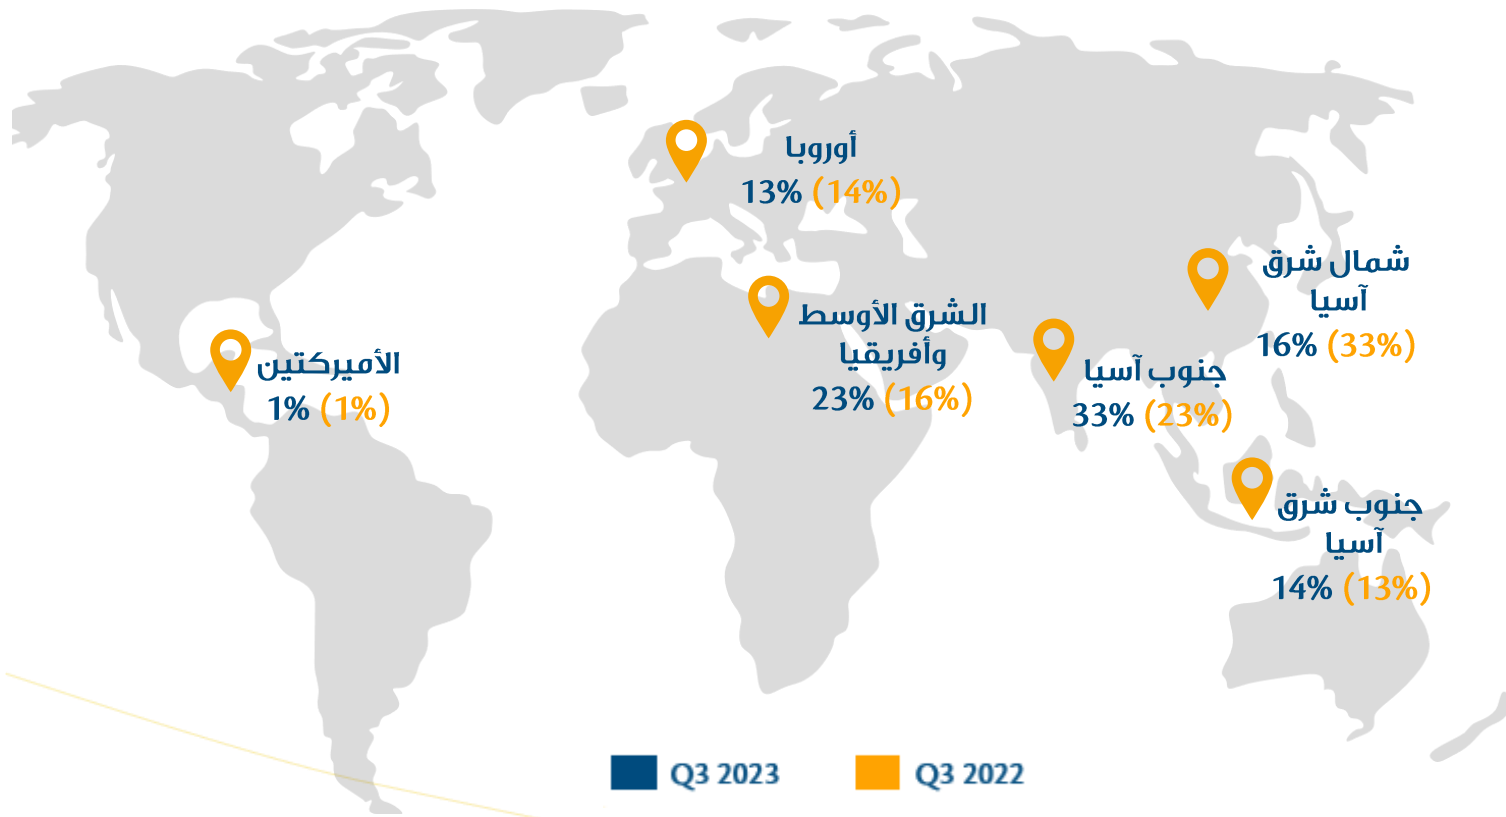 أوروبا
13% (14%)
شمال شرق
آسيا
16% (33%)
الشرق الأوسط
وأفريقيا
23% (16%)
الأميركتين
1% (1%)
جنوب آسيا
33% (23%)
جنوب شرق
آسيا
14% (13%)
Q3 2023
Q3 2022